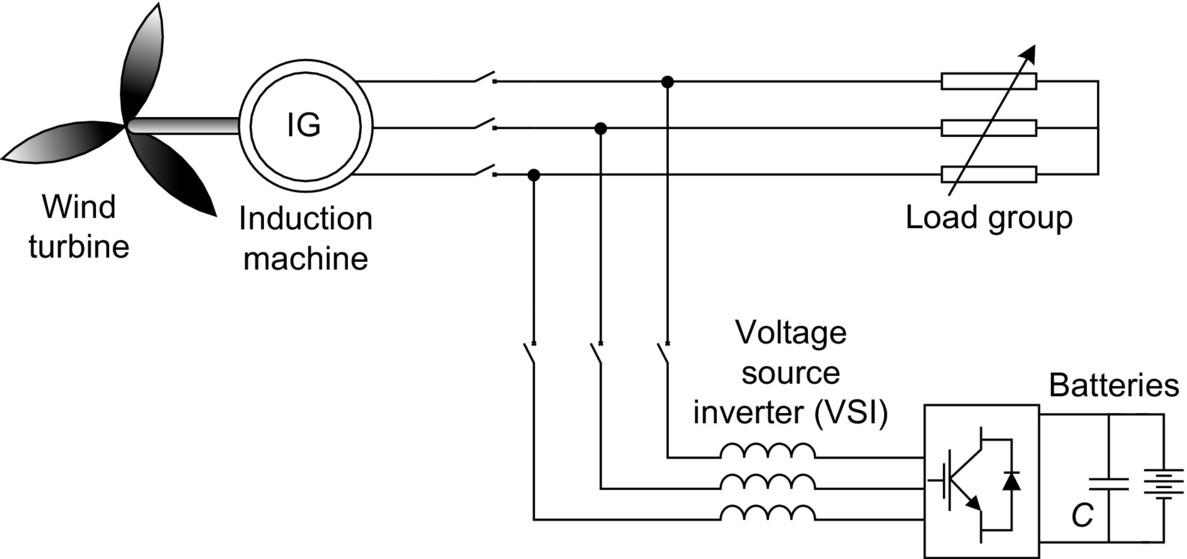 IG
Wind
turbine
Induction
machine
Load group
Voltage
source
inverter (VSI)
Batteries
C